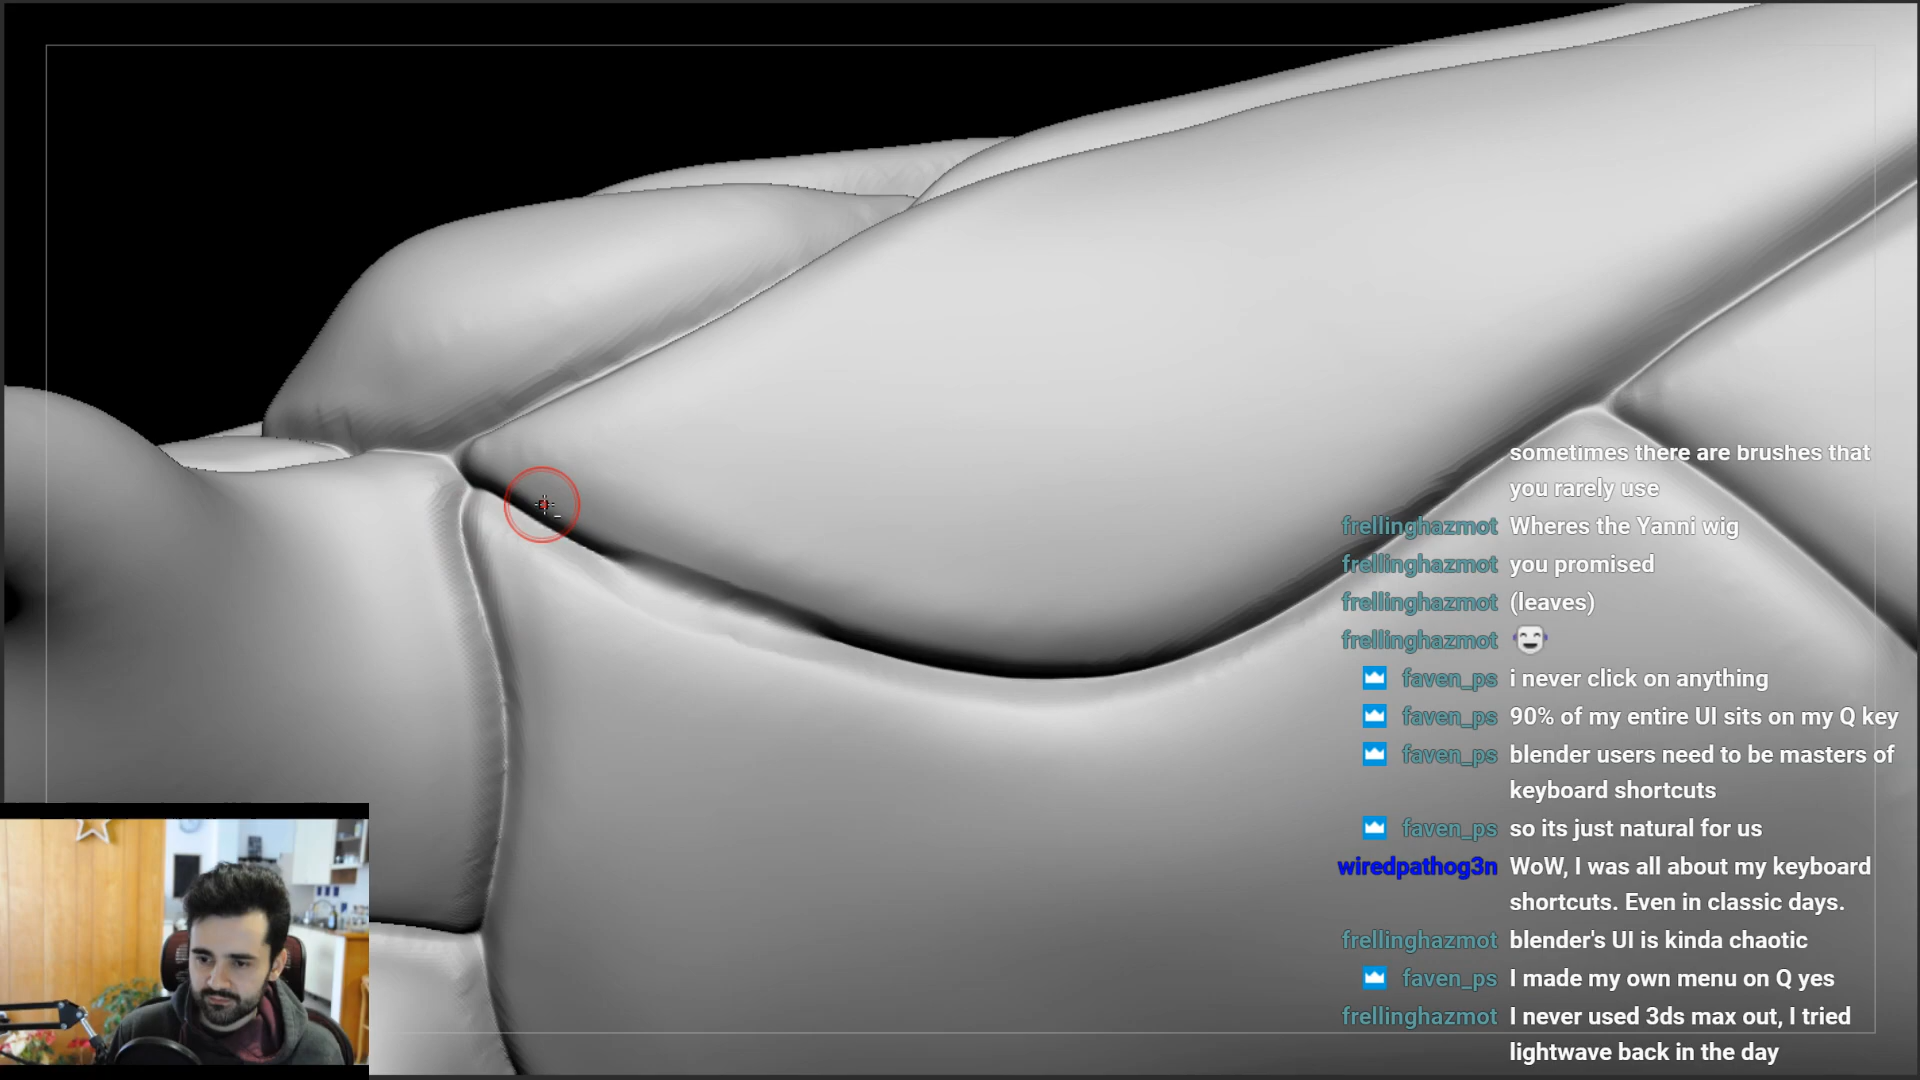 sometimes there are brushes that
you rarely use
frellinghazmot Wheres the Yanni wig
frellinghazmot you promised
frellinghazmot (leaves)
frellinghazmot
faven_ps i never click on anything
faven_ps 90% of my entire UI sits on my Q key
faven_ps blender users need to be masters of
keyboard shortcuts
faven_ps so its just natural for us
wiredpathog3n WoW, I was all about my keyboard
shortcuts. Even in classic days.
frellinghazmot blender's UI is kinda chaotic
faven_ps I made my own menu on Q yes
frellinghazmot I never used 3ds max out, I tried
lightwave back in the day